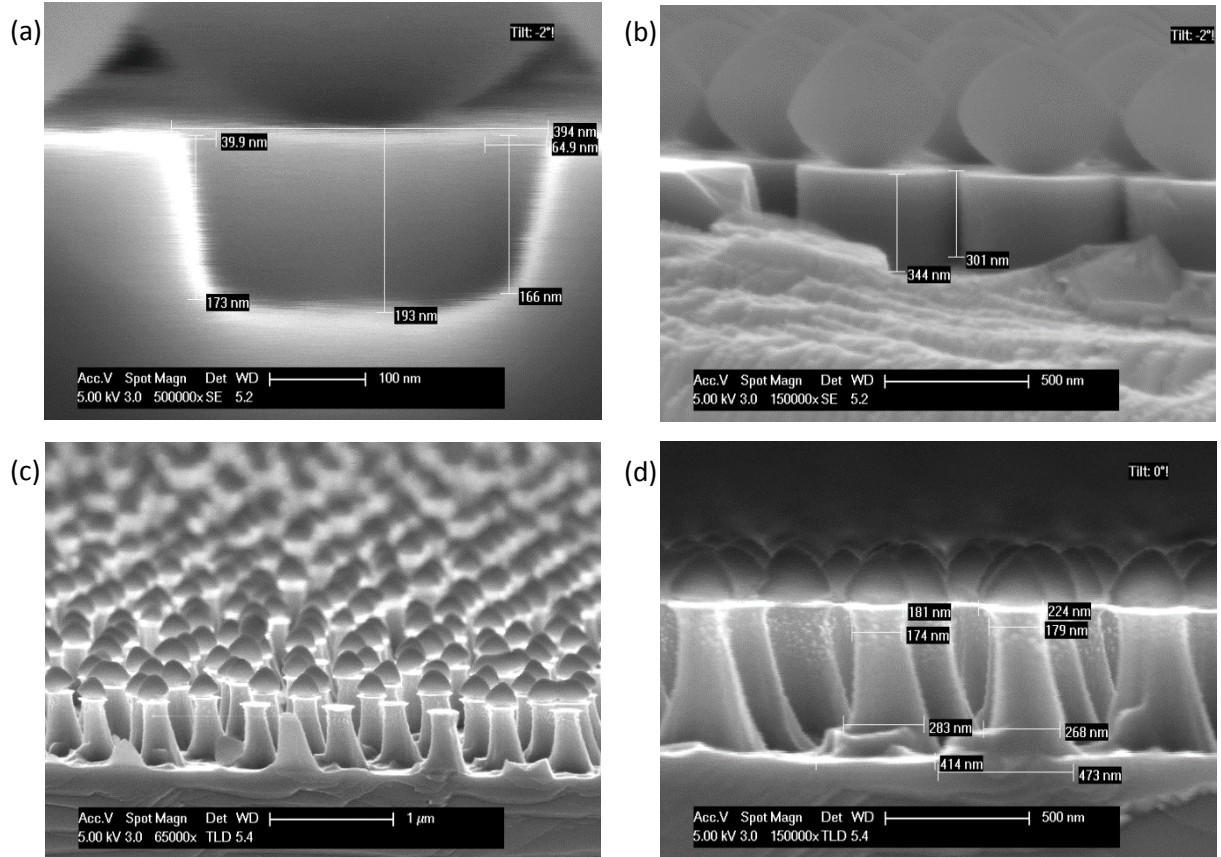 (a)
Tilt: -2°!
39.9 nm
394 nm
64.9 nm
173 nm
193 nm
166 nm
Acc.V Spot Magn Det WD
100 nm
5.00 kV 3.0 500000x SE 5.2
(b)
Tilt: -2°!
344 nm
301 nm
Acc.V Spot Magn Det WD
500 nm
5.00 kV 3.0 150000x SE 5.2
(c)
Acc.V Spot Magn Det WD
1 µm
5.00 kV 3.0 65000x TLD 5.4
(d)
Tilt: 0°!
181 nm
224 nm
174 nm
179 nm
283 nm
268 nm
414 nm
473 nm
Acc.V Spot Magn Det WD
500 nm
5.00 kV 3.0 150000x TLD 5.4